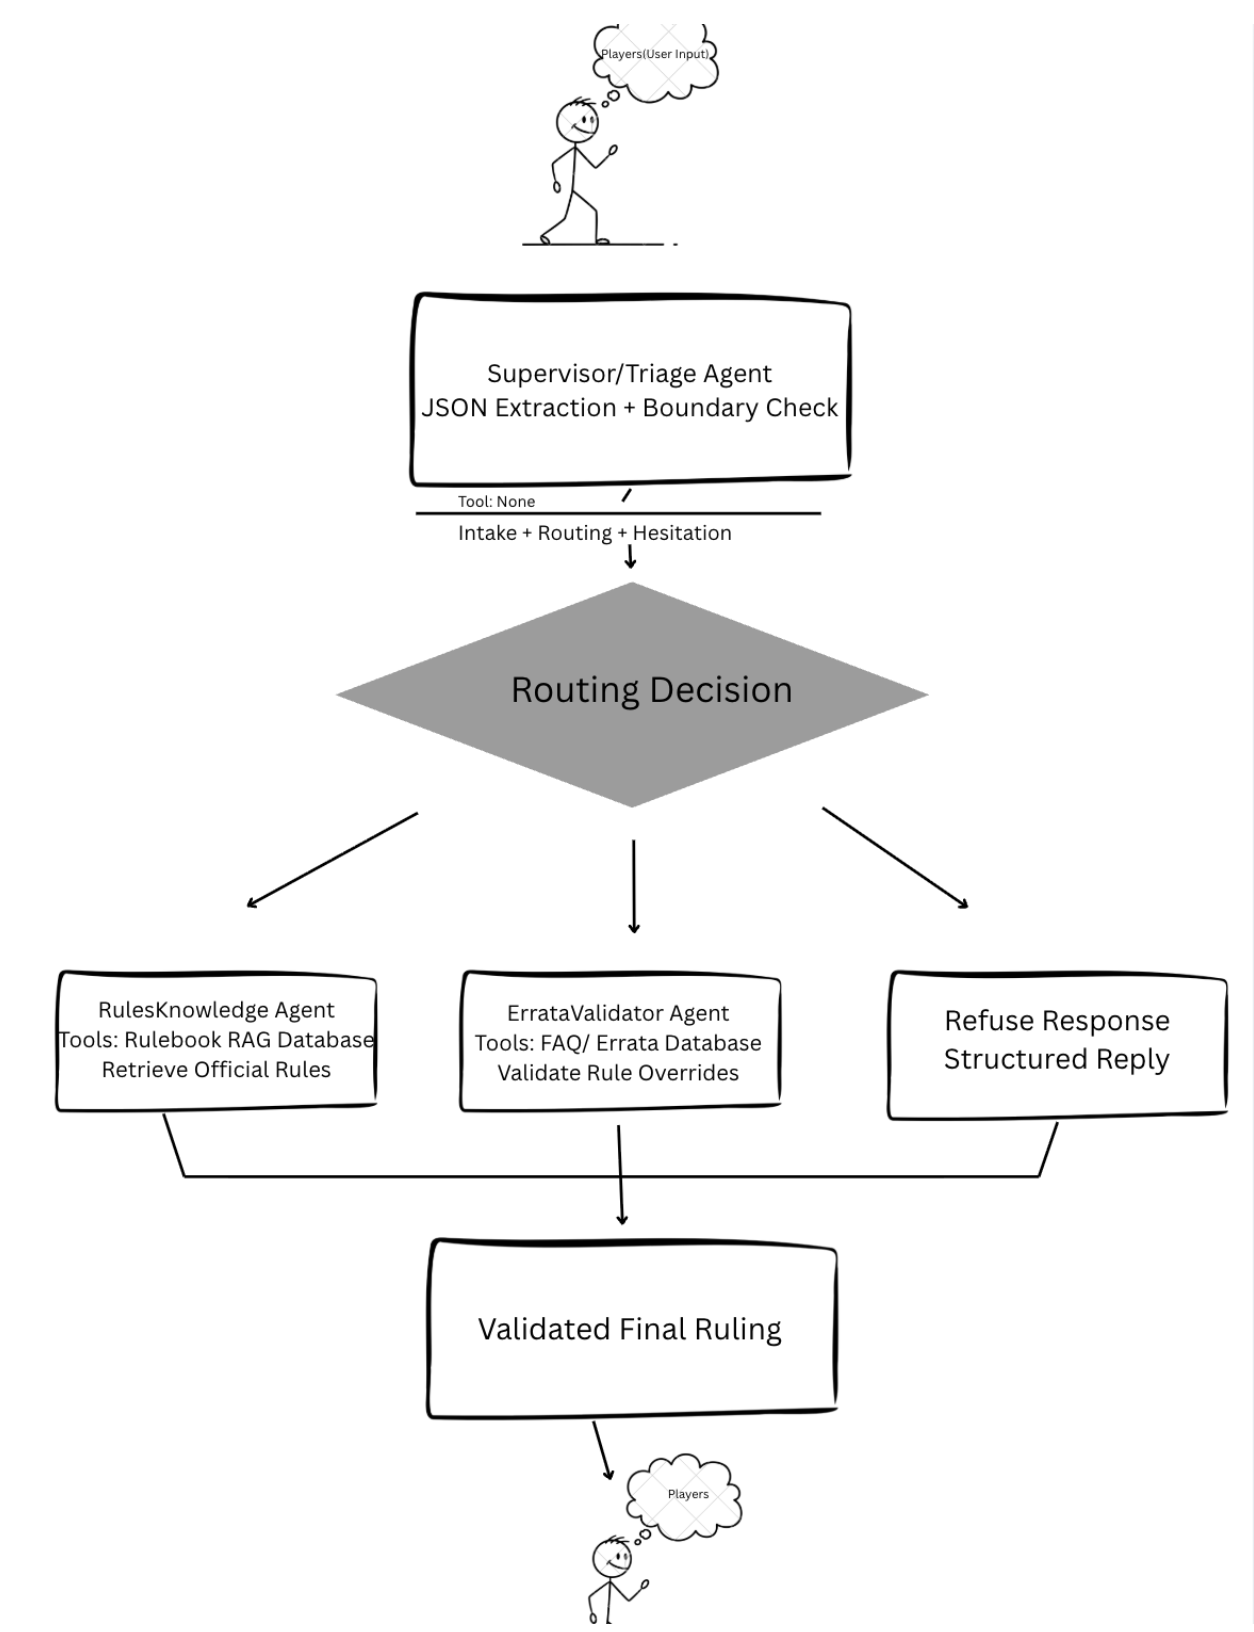 Players(User Input)
Supervisor/Triage Agent
JSON Extraction + Boundary Check
Tool: None
Intake + Routing + Hesitation
Routing Decision
RulesKnowledge Agent
Tools: Rulebook RAG Database
Retrieve Official Rules
ErrataValidator Agent
Tools: FAQ/ Errata Database
Validate Rule Overrides
Refuse Response
Structured Reply
Validated Final Ruling
Players